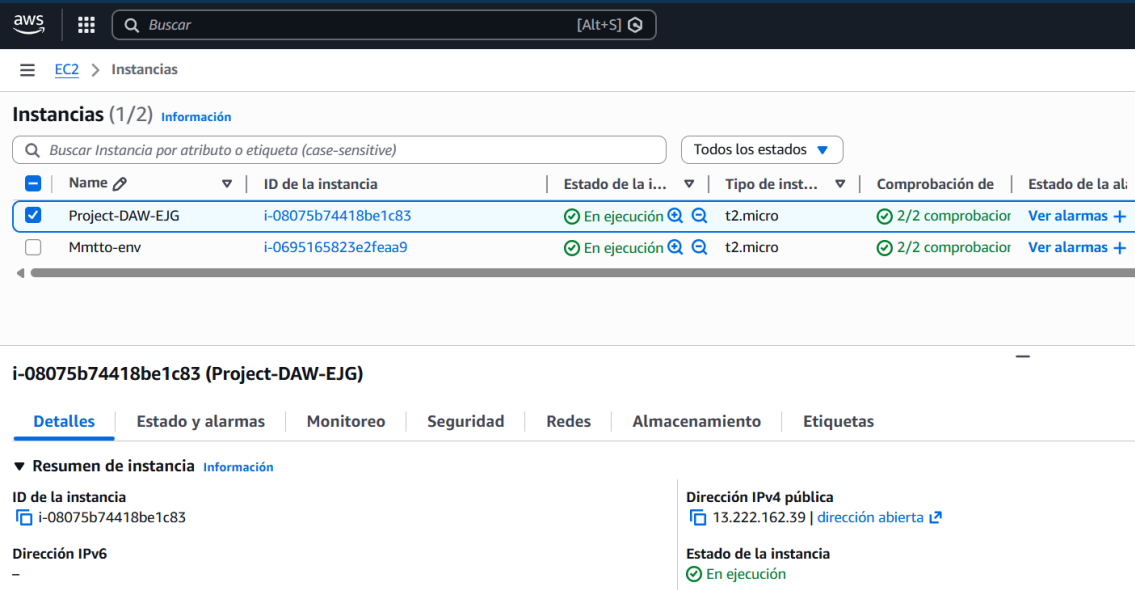 aws
Buscar [Alt+S]
EC2 > Instancias
Instancias (1/2) Información
Buscar Instancia por atributo o etiqueta (case-sensitive) Todos los estados
Name ID de la instancia Estado de la i... Tipo de inst... Comprobación de Estado de la ala
Project-DAW-EJG i-08075b74418be1c83 En ejecución t2.micro 2/2 comprobacior Ver alarmas +
Mmtto-env i-0695165823e2feaa9 En ejecución t2.micro 2/2 comprobacior Ver alarmas +
i-08075b74418be1c83 (Project-DAW-EJG)
Detalles Estado y alarmas Monitoreo Seguridad Redes Almacenamiento Etiquetas
Resumen de instancia Información
ID de la instancia Dirección IPv4 pública
i-08075b74418be1c83 13.222.162.39 | dirección abierta
Dirección IPv6 Estado de la instancia
– En ejecución